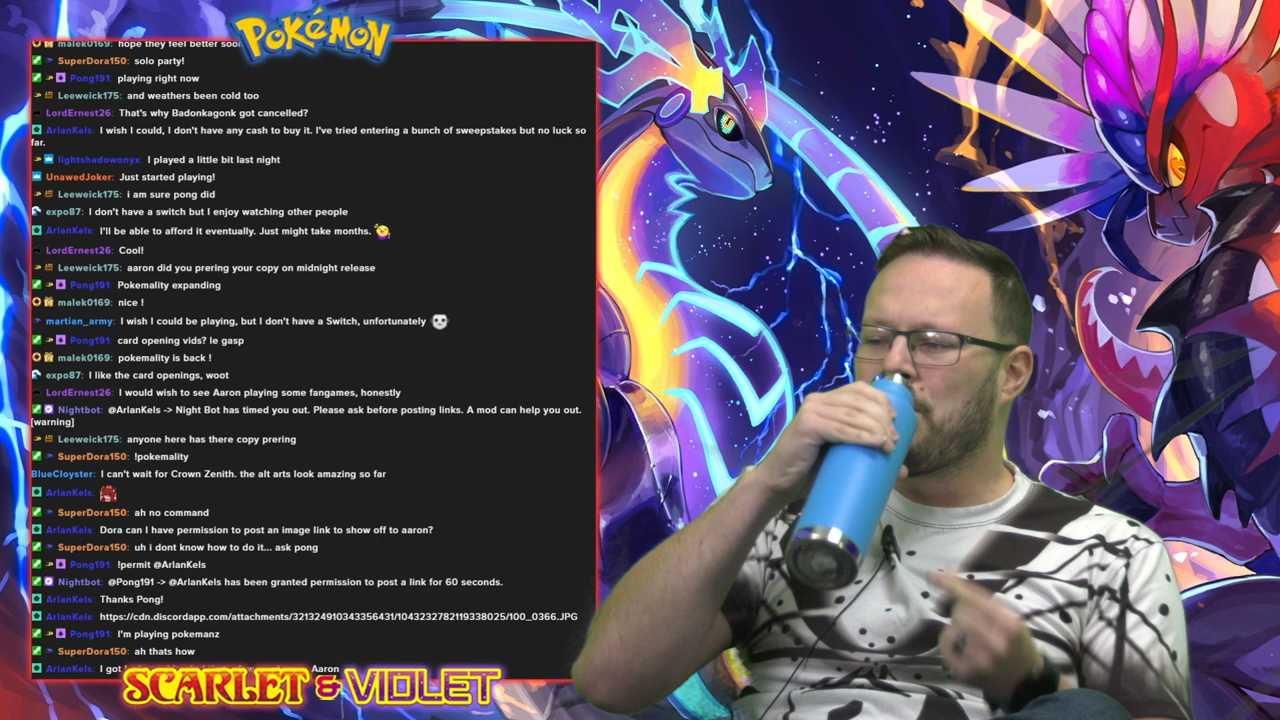 POKÉMON
malek0169: hope they feel better soon
SuperDora150: solo party!
Pong191: playing right now
Leeweick175: and weathers been cold too
LordErnest26: That's why Badonkagonk got cancelled?
ArlanKels: I wish I could, I don't have any cash to buy it. I've tried entering a bunch of sweepstakes but no luck so
far.
lightshadowonyx: I played a little bit last night
UnawedJoker: Just started playing!
Leeweick175: i am sure pong did
expo87: I don't have a switch but I enjoy watching other people
ArlanKels: I'll be able to afford it eventually. Just might take months.
LordErnest26: Cool!
Leeweick175: aaron did you prering your copy on midnight release
Pong191: Pokemality expanding
malek0169: nice !
martian_army: I wish I could be playing, but I don't have a Switch, unfortunately
Pong191: card opening vids? le gasp
malek0169: pokemality is back !
expo87: I like the card openings, woot
LordErnest26: I would wish to see Aaron playing some fangames, honestly
Nightbot: @ArlanKels -> Night Bot has timed you out. Please ask before posting links. A mod can help you out.
[warning]
Leeweick175: anyone here has there copy prering
SuperDora150: !pokemality
BlueCloyster: I can't wait for Crown Zenith. the alt arts look amazing so far
ArlanKels:
SuperDora150: ah no command
ArlanKels: Dora can I have permission to post an image link to show off to aaron?
SuperDora150: uh i dont know how to do it... ask pong
Pong191: !permit @ArlanKels
Nightbot: @Pong191 -> @ArlanKels has been granted permission to post a link for 60 seconds.
ArlanKels: Thanks Pong!
ArlanKels: https://cdn.discordapp.com/attachments/321324910343356431/1043232782119338025/100_0366.JPG
Pong191: I'm playing pokemanz
SuperDora150: ah thats how
ArlanKels: I got Aaron
SCARLET & VIOLET